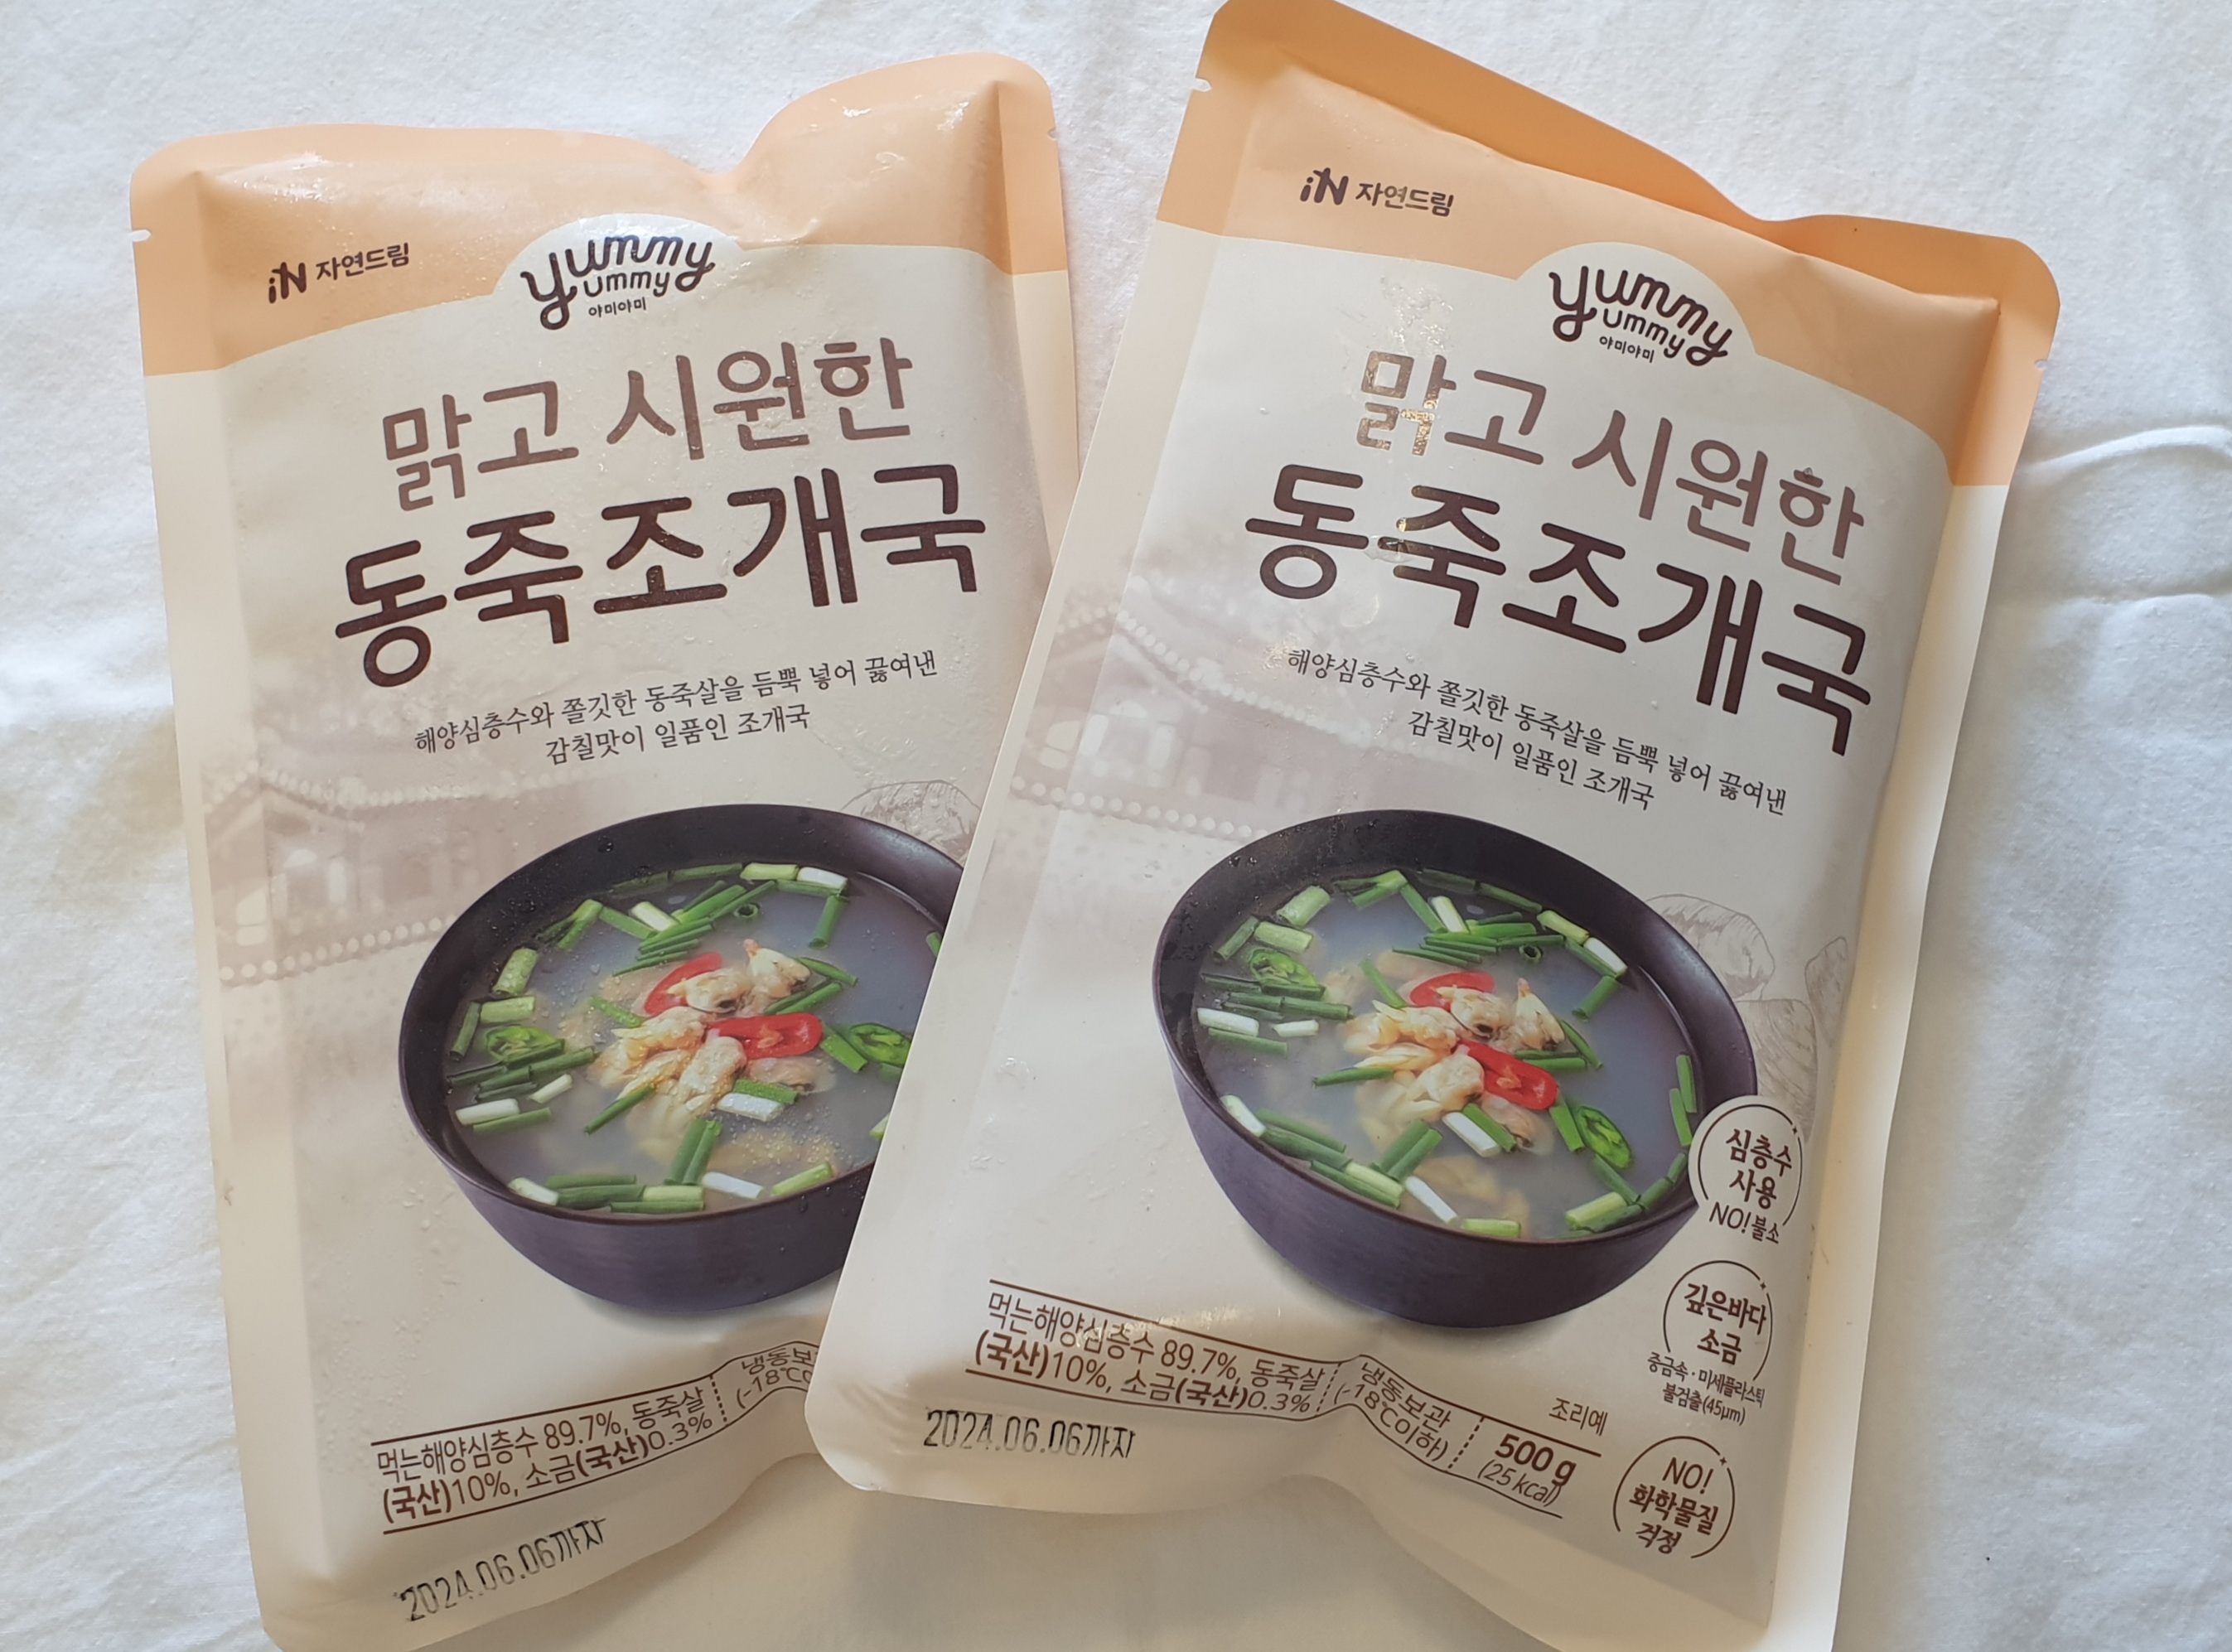 iN 자연드림
yummy
ummy
야미야미
맑고 시원한
동죽조개국
해양심층수와 쫄깃한 동죽살을 듬뿍 넣어 끓여낸
감칠맛이 일품인 조개국
먹는해양심층수 89.7%, 동죽살
(국산)10%, 소금(국산)0.3%
냉동보
(-18℃
2024.06.06까지
iN 자연드림
yummy
ummy
야미야미
맑고 시원한
동죽조개국
해양심층수와 쫄깃한 동죽살을 듬뿍 넣어 끓여낸
감칠맛이 일품인 조개국
심층수
사용
NO! 불소
깊은바다
소금
중금속·미세플라스틱
불검출(45μm)
NO!
화학물질
걱정
조리예
먹는해양심층수 89.7%, 동죽살
(국산)10%, 소금(국산)0.3%
냉동보관
(-18℃이하)
500 g
(25 kcal)
2024.06.06까지